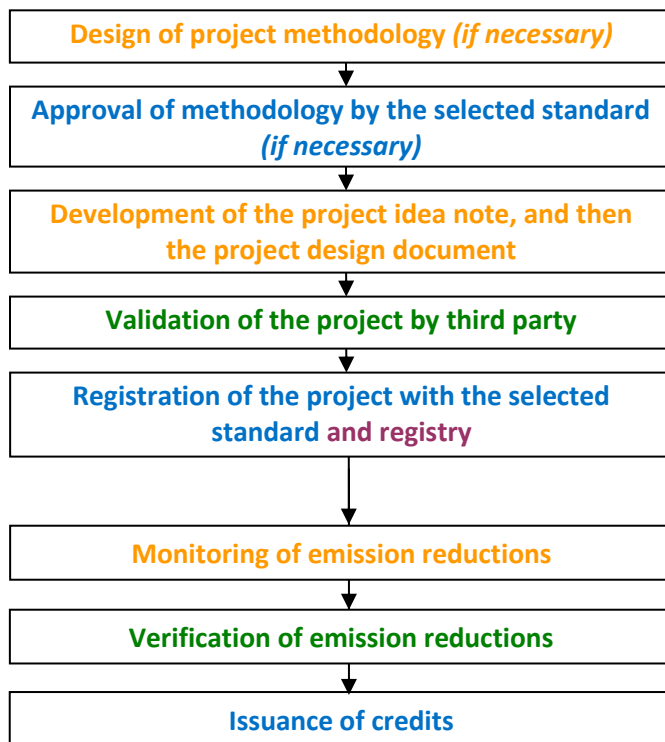 Design of project methodology (if necessary)
Approval of methodology by the selected standard
(if necessary)
Development of the project idea note, and then
the project design document
Validation of the project by third party
Registration of the project with the selected
standard and registry
Monitoring of emission reductions
Verification of emission reductions
Issuance of credits